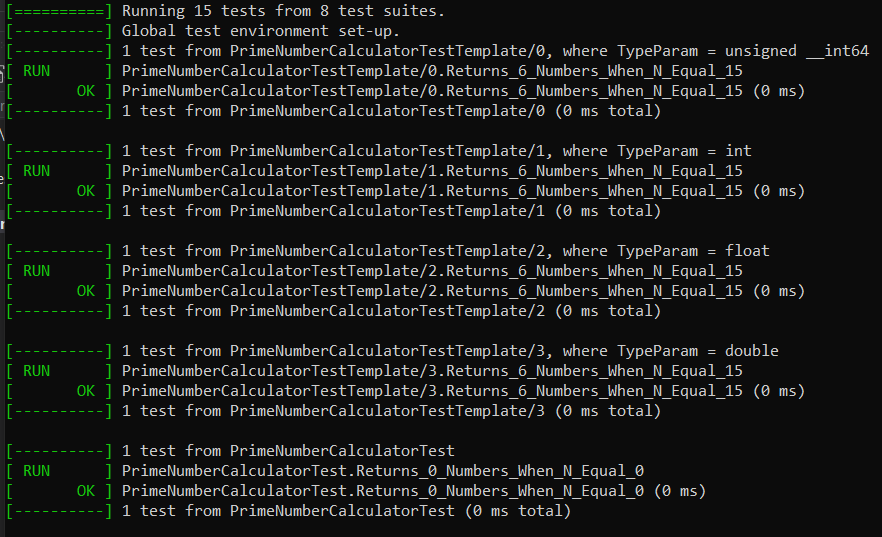 [==========] Running 15 tests from 8 test suites.
[----------] Global test environment set-up.
[----------] 1 test from PrimeNumberCalculatorTestTemplate/0, where TypeParam = unsigned __int64
[ RUN      ] PrimeNumberCalculatorTestTemplate/0.Returns_6_Numbers_When_N_Equal_15
[       OK ] PrimeNumberCalculatorTestTemplate/0.Returns_6_Numbers_When_N_Equal_15 (0 ms)
[----------] 1 test from PrimeNumberCalculatorTestTemplate/0 (0 ms total)

[----------] 1 test from PrimeNumberCalculatorTestTemplate/1, where TypeParam = int
[ RUN      ] PrimeNumberCalculatorTestTemplate/1.Returns_6_Numbers_When_N_Equal_15
[       OK ] PrimeNumberCalculatorTestTemplate/1.Returns_6_Numbers_When_N_Equal_15 (0 ms)
[----------] 1 test from PrimeNumberCalculatorTestTemplate/1 (0 ms total)

[----------] 1 test from PrimeNumberCalculatorTestTemplate/2, where TypeParam = float
[ RUN      ] PrimeNumberCalculatorTestTemplate/2.Returns_6_Numbers_When_N_Equal_15
[       OK ] PrimeNumberCalculatorTestTemplate/2.Returns_6_Numbers_When_N_Equal_15 (0 ms)
[----------] 1 test from PrimeNumberCalculatorTestTemplate/2 (0 ms total)

[----------] 1 test from PrimeNumberCalculatorTestTemplate/3, where TypeParam = double
[ RUN      ] PrimeNumberCalculatorTestTemplate/3.Returns_6_Numbers_When_N_Equal_15
[       OK ] PrimeNumberCalculatorTestTemplate/3.Returns_6_Numbers_When_N_Equal_15 (0 ms)
[----------] 1 test from PrimeNumberCalculatorTestTemplate/3 (0 ms total)

[----------] 1 test from PrimeNumberCalculatorTest
[ RUN      ] PrimeNumberCalculatorTest.Returns_0_Numbers_When_N_Equal_0
[       OK ] PrimeNumberCalculatorTest.Returns_0_Numbers_When_N_Equal_0 (0 ms)
[----------] 1 test from PrimeNumberCalculatorTest (0 ms total)